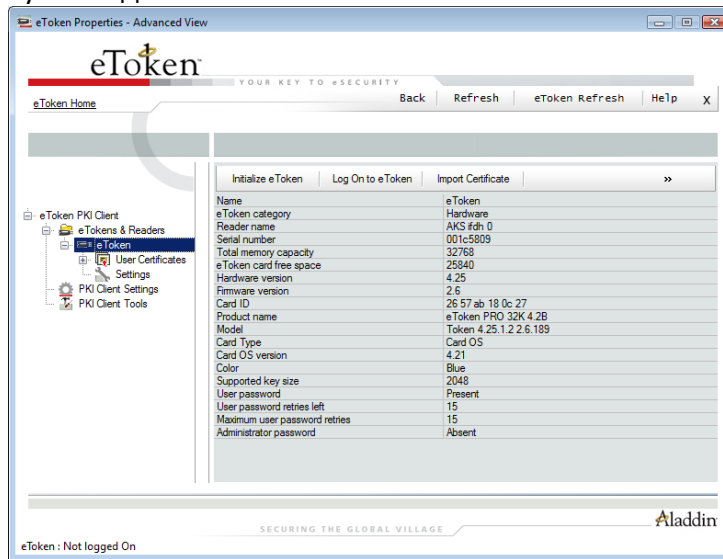 eToken Properties - Advanced View
eToken
YOUR KEY TO eSECURITY
eToken Home
Back Refresh eToken Refresh Help X
Initialize eToken Log On to eToken Import Certificate »
eToken PKI Client
eTokens & Readers
eToken
User Certificates
Settings
PKI Client Settings
PKI Client Tools
Name eToken
eToken category Hardware
Reader name AKS ifdh 0
Serial number 001c5809
Total memory capacity 32768
eToken card free space 25840
Hardware version 4.25
Firmware version 2.6
Card ID 26 57 ab 18 0c 27
Product name eToken PRO 32K 4.2B
Model Token 4.25.1.2 2.6.189
Card Type Card OS
Card OS version 4.21
Color Blue
Supported key size 2048
User password Present
User password retries left 15
Maximum user password retries 15
Administrator password Absent
SECURING THE GLOBAL VILLAGE
Aladdin
eToken : Not logged On